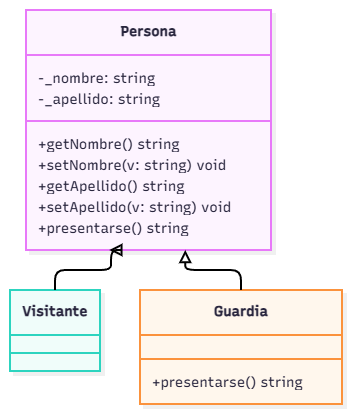 Persona
-_nombre: string
-_apellido: string
+getNombre() string
+setNombre(v: string) void
+getApellido() string
+setApellido(v: string) void
+presentarse() string
Visitante
Guardia
+presentarse() string